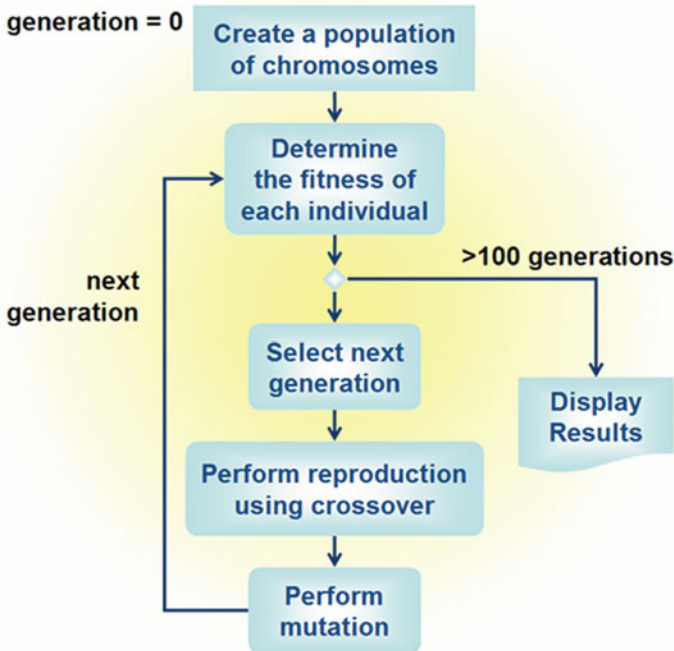 generation = 0
Create a population
of chromosomes
Determine
the fitness of
each individual
>100 generations
next
generation
Select next
generation
Display
Results
Perform reproduction
using crossover
Perform
mutation